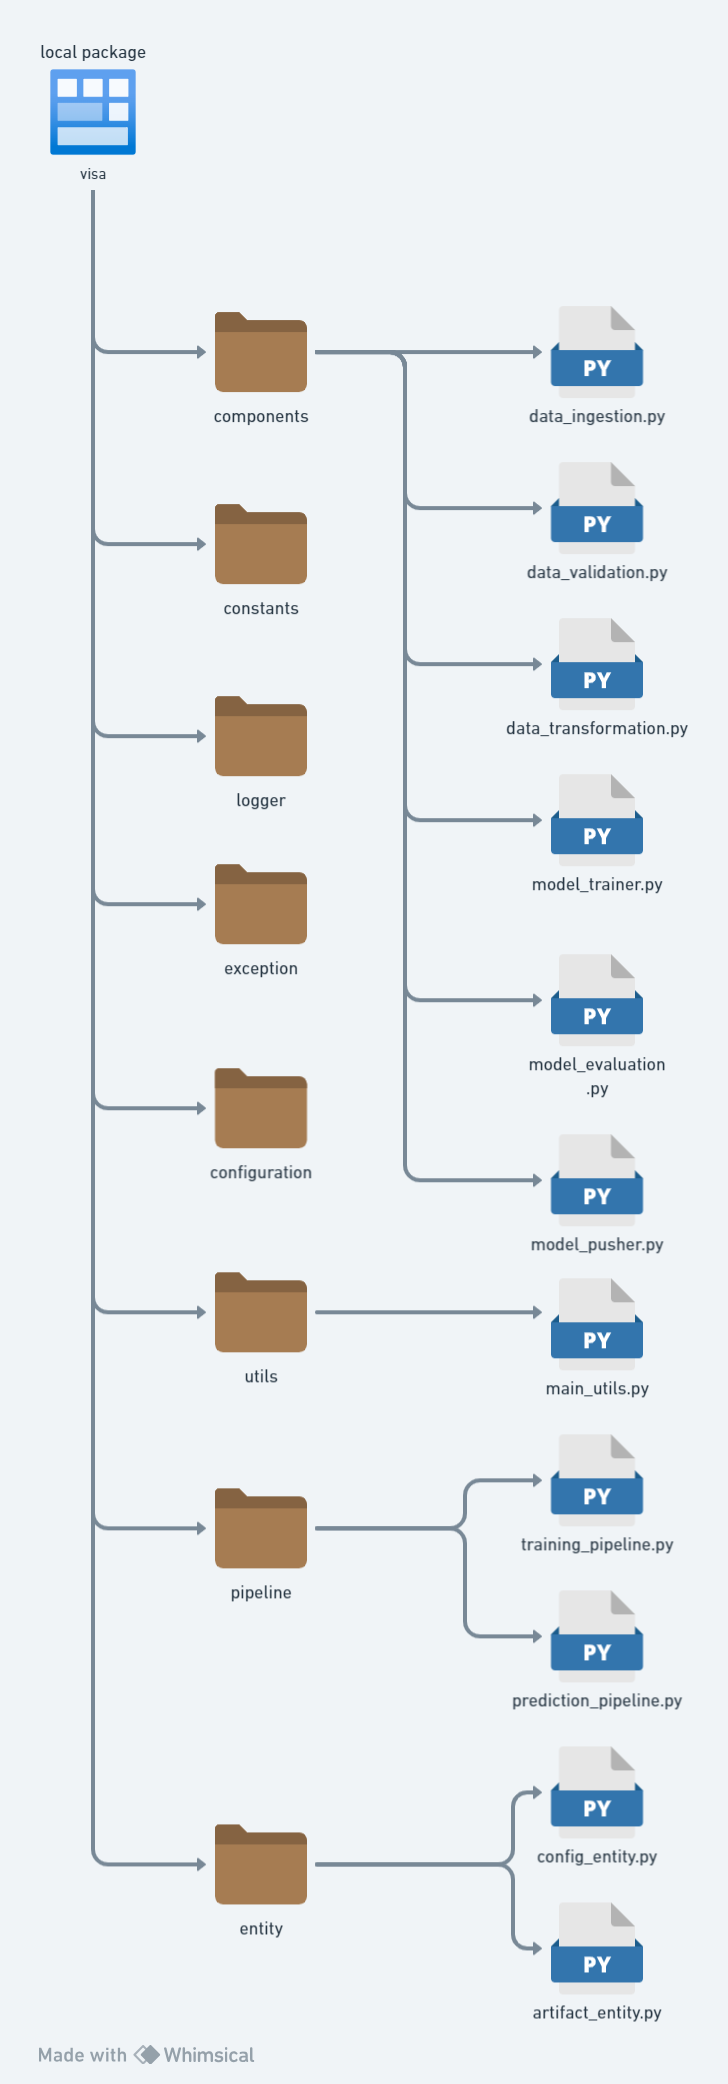 local package
visa
components
PY
data_ingestion.py
PY
data_validation.py
constants
PY
data_transformation.py
logger
PY
model_trainer.py
exception
PY
model_evaluation
.py
configuration
PY
model_pusher.py
utils
PY
main_utils.py
PY
training_pipeline.py
pipeline
PY
prediction_pipeline.py
PY
config_entity.py
entity
PY
artifact_entity.py
Made with Whimsical